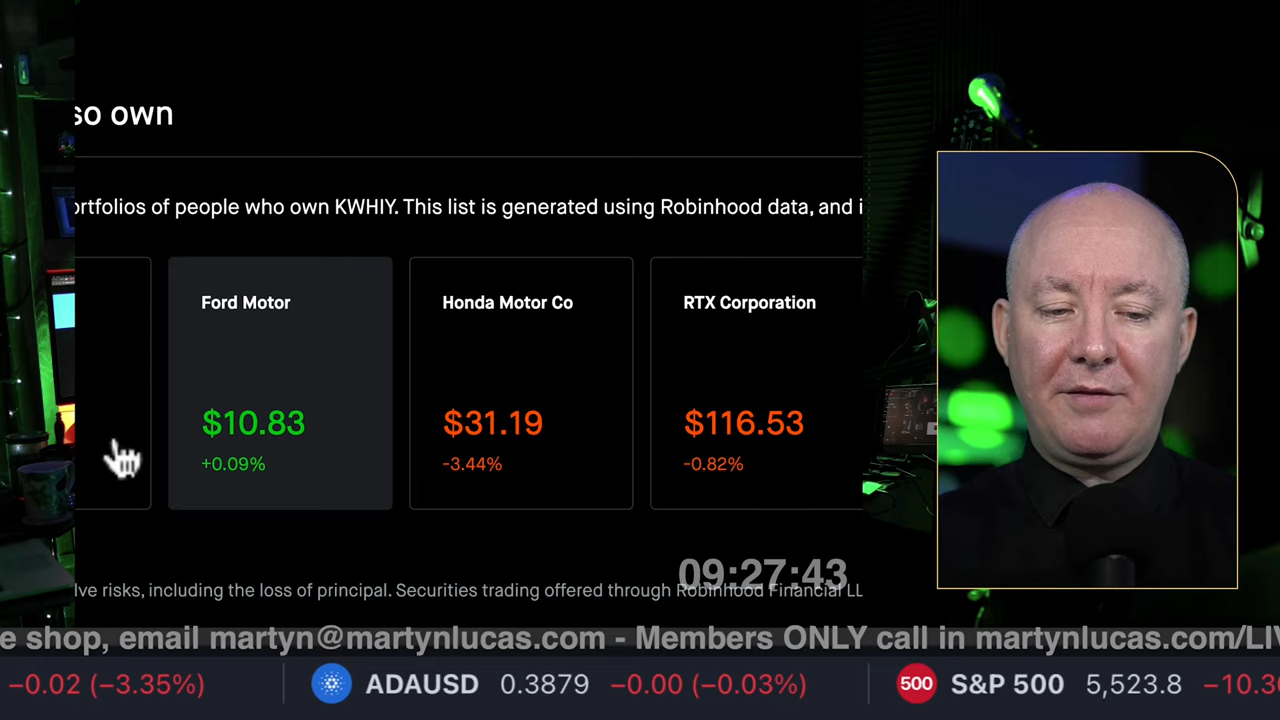 so own
ortfolios of people who own KWHIY. This list is generated using Robinhood data, and i
Ford Motor
$10.83
+0.09%
Honda Motor Co
$31.19
-3.44%
RTX Corporation
$116.53
-0.82%
09:27:43
lve risks, including the loss of principal. Securities trading offered through Robinhood Financial LL
e shop, email martyn@martynlucas.com - Members ONLY call in martynlucas.com/LIV
−0.02 (−3.35%)
ADAUSD 0.3879 −0.00 (−0.03%)
500 S&P 500 5,523.8 −10.3